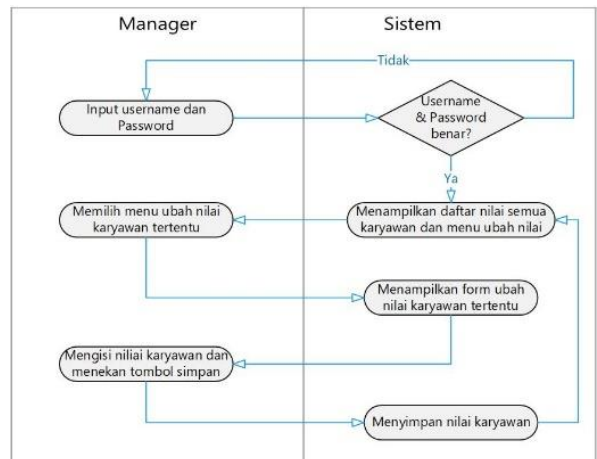 Manager
Sistem
Tidak
Input username dan
Password
Username
& Password
benar?
Ya
Memilih menu ubah nilai
karyawan tertentu
Menampilkan daftar nilai semua
karyawan dan menu ubah nilai
Menampilkan form ubah
nilai karyawan tertentu
Mengisi niliai karyawan dan
menekan tombol simpan
Menyimpan nilai karyawan